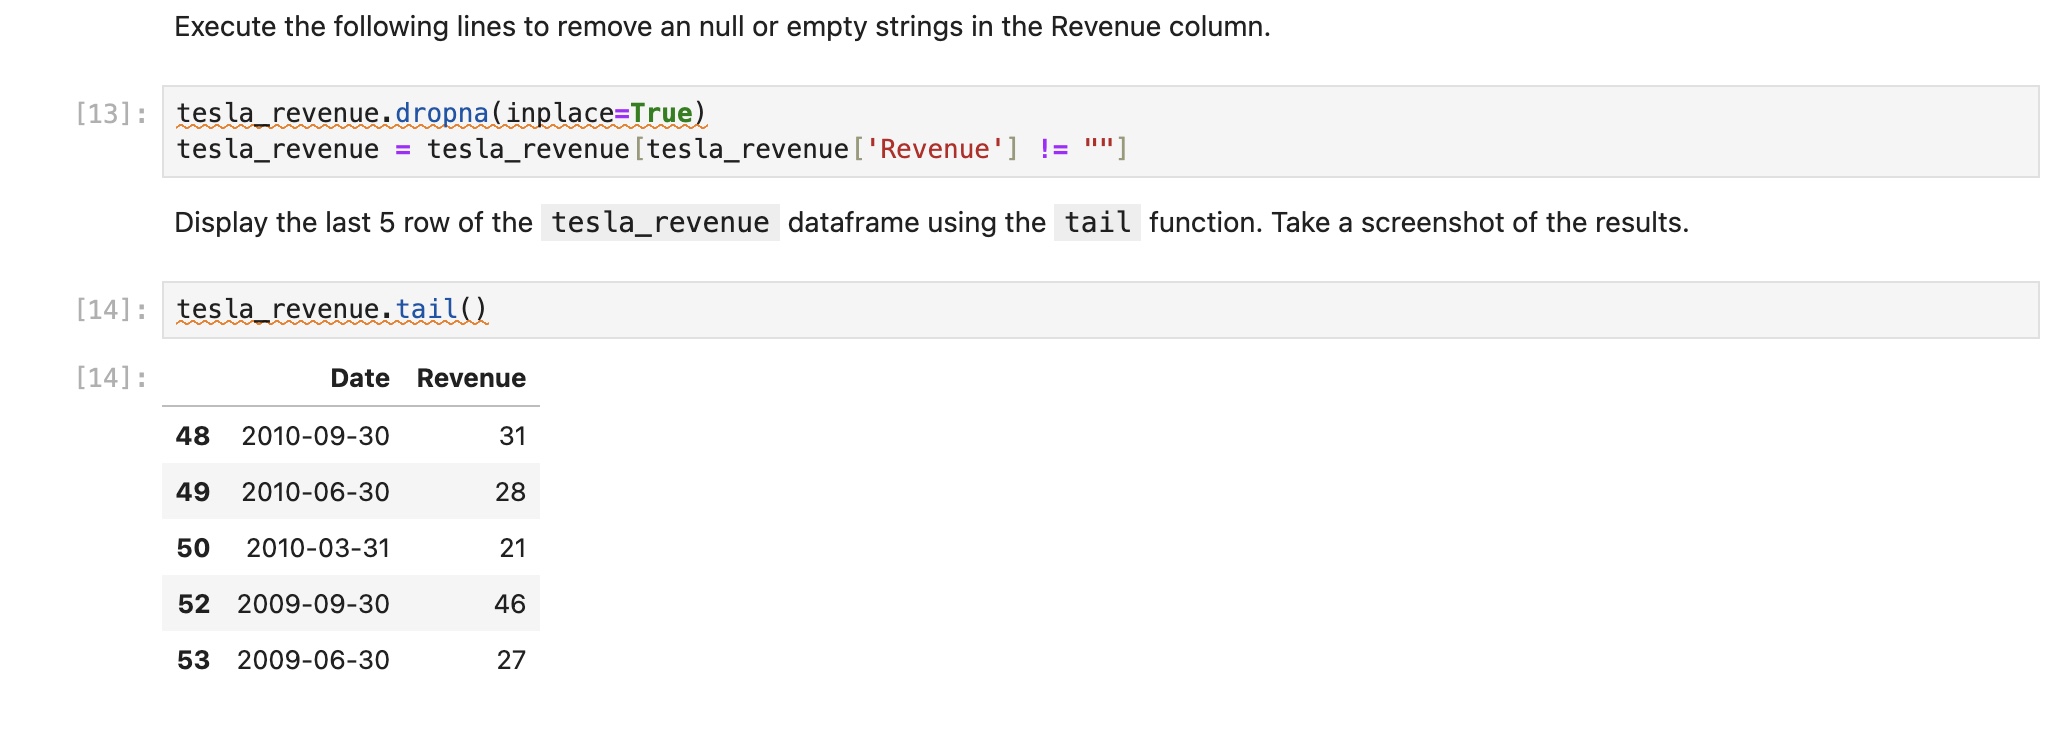 Execute the following lines to remove an null or empty strings in the Revenue column.
[13]: tesla_revenue.dropna(inplace=True)
tesla_revenue = tesla_revenue[tesla_revenue['Revenue'] != ""]
Display the last 5 row of the tesla_revenue dataframe using the tail function. Take a screenshot of the results.
[14]: tesla_revenue.tail()
[14]: Date Revenue
48 2010-09-30 31
49 2010-06-30 28
50 2010-03-31 21
52 2009-09-30 46
53 2009-06-30 27